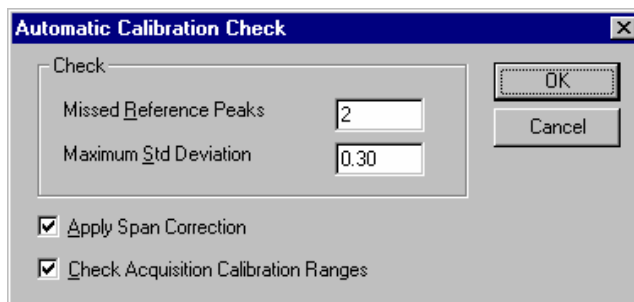 Automatic Calibration Check
Check
Missed Reference Peaks 2
Maximum Std Deviation 0.30
OK
Cancel
Apply Span Correction
Check Acquisition Calibration Ranges